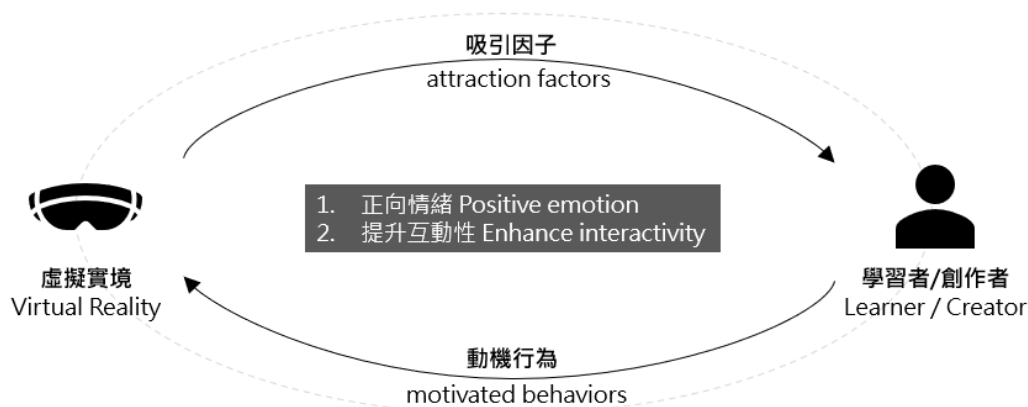 吸引因子
attraction factors
1. 正向情緒 Positive emotion
2. 提升互動性 Enhance interactivity
虛擬實境
Virtual Reality
學習者/創作者
Learner / Creator
動機行為
motivated behaviors